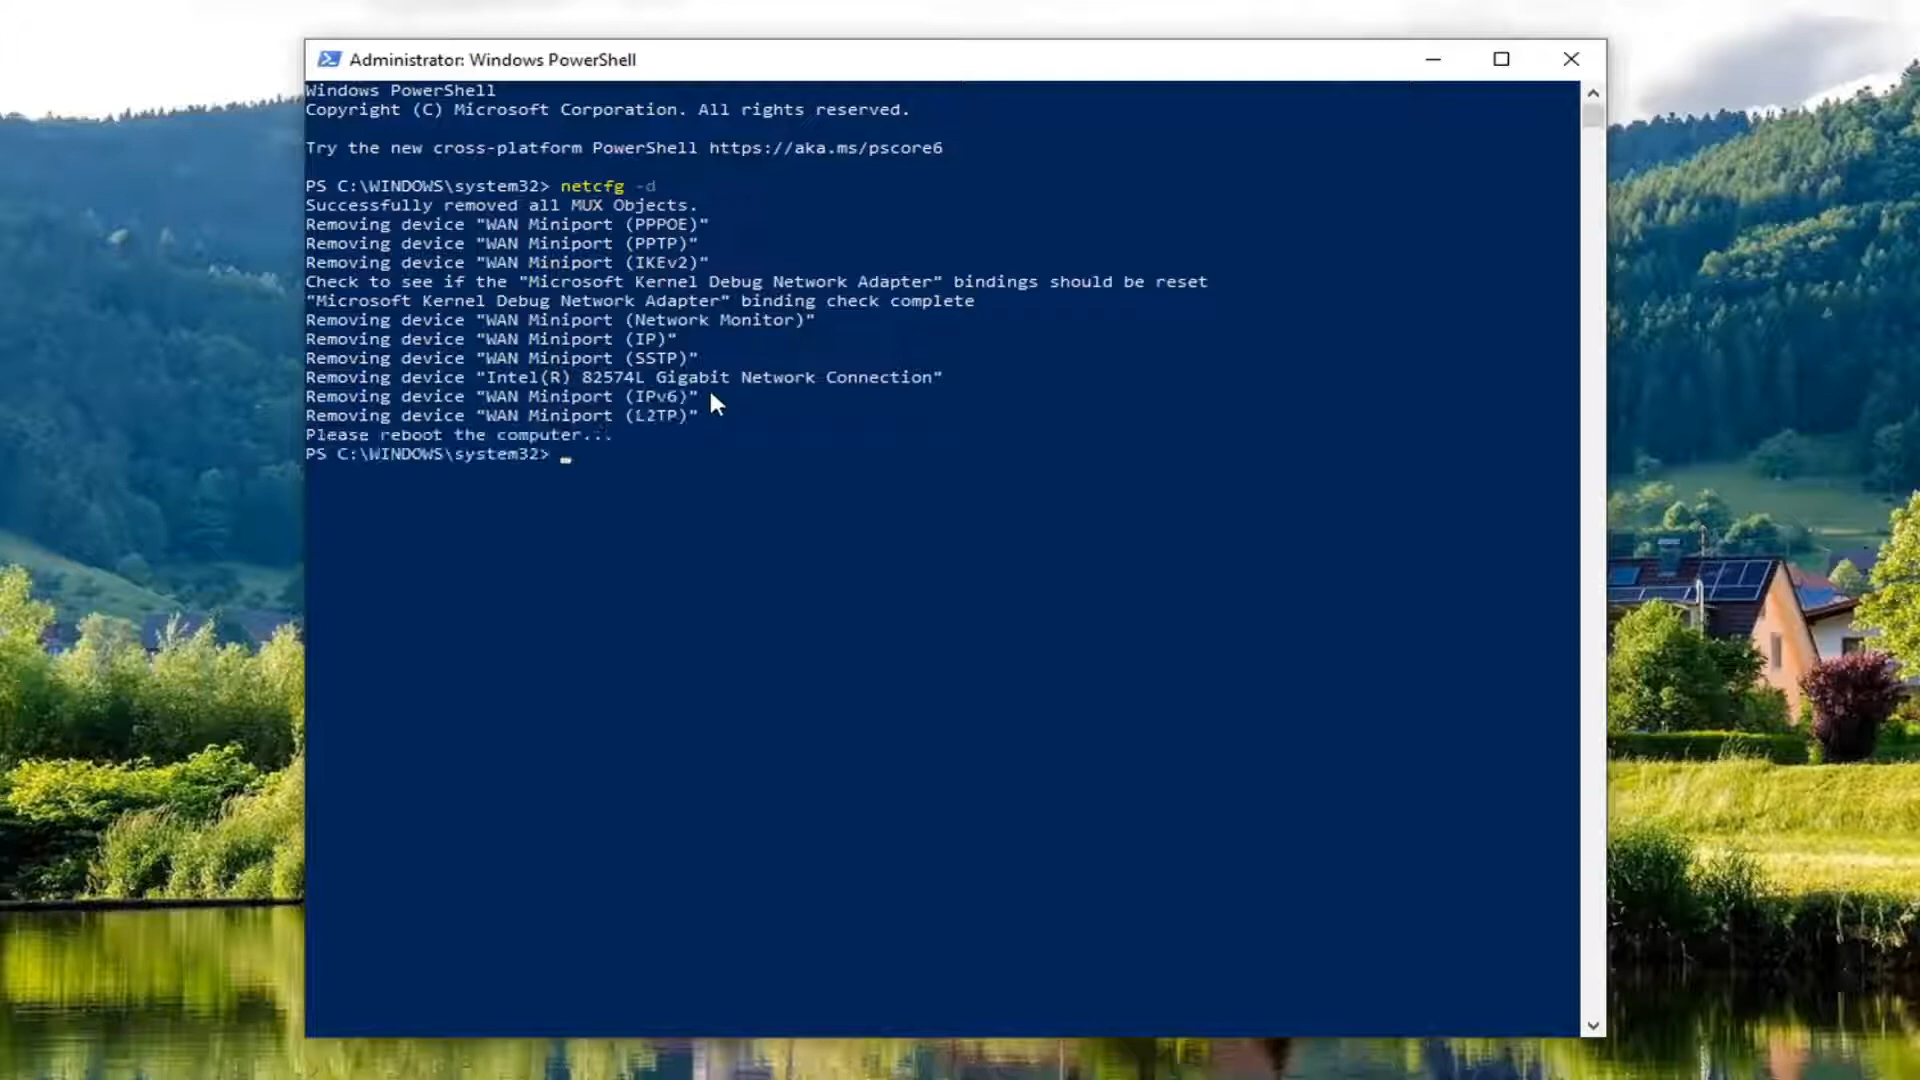 Administrator: Windows PowerShell
Windows PowerShell
Copyright (C) Microsoft Corporation. All rights reserved.
Try the new cross-platform PowerShell https://aka.ms/pscore6
PS C:\WINDOWS\system32> netcfg -d
Successfully removed all MUX Objects.
Removing device "WAN Miniport (PPPOE)"
Removing device "WAN Miniport (PPTP)"
Removing device "WAN Miniport (IKEv2)"
Check to see if the "Microsoft Kernel Debug Network Adapter" bindings should be reset
"Microsoft Kernel Debug Network Adapter" binding check complete
Removing device "WAN Miniport (Network Monitor)"
Removing device "WAN Miniport (IP)"
Removing device "WAN Miniport (SSTP)"
Removing device "Intel(R) 82574L Gigabit Network Connection"
Removing device "WAN Miniport (IPv6)"
Removing device "WAN Miniport (L2TP)"
Please reboot the computer...
PS C:\WINDOWS\system32>